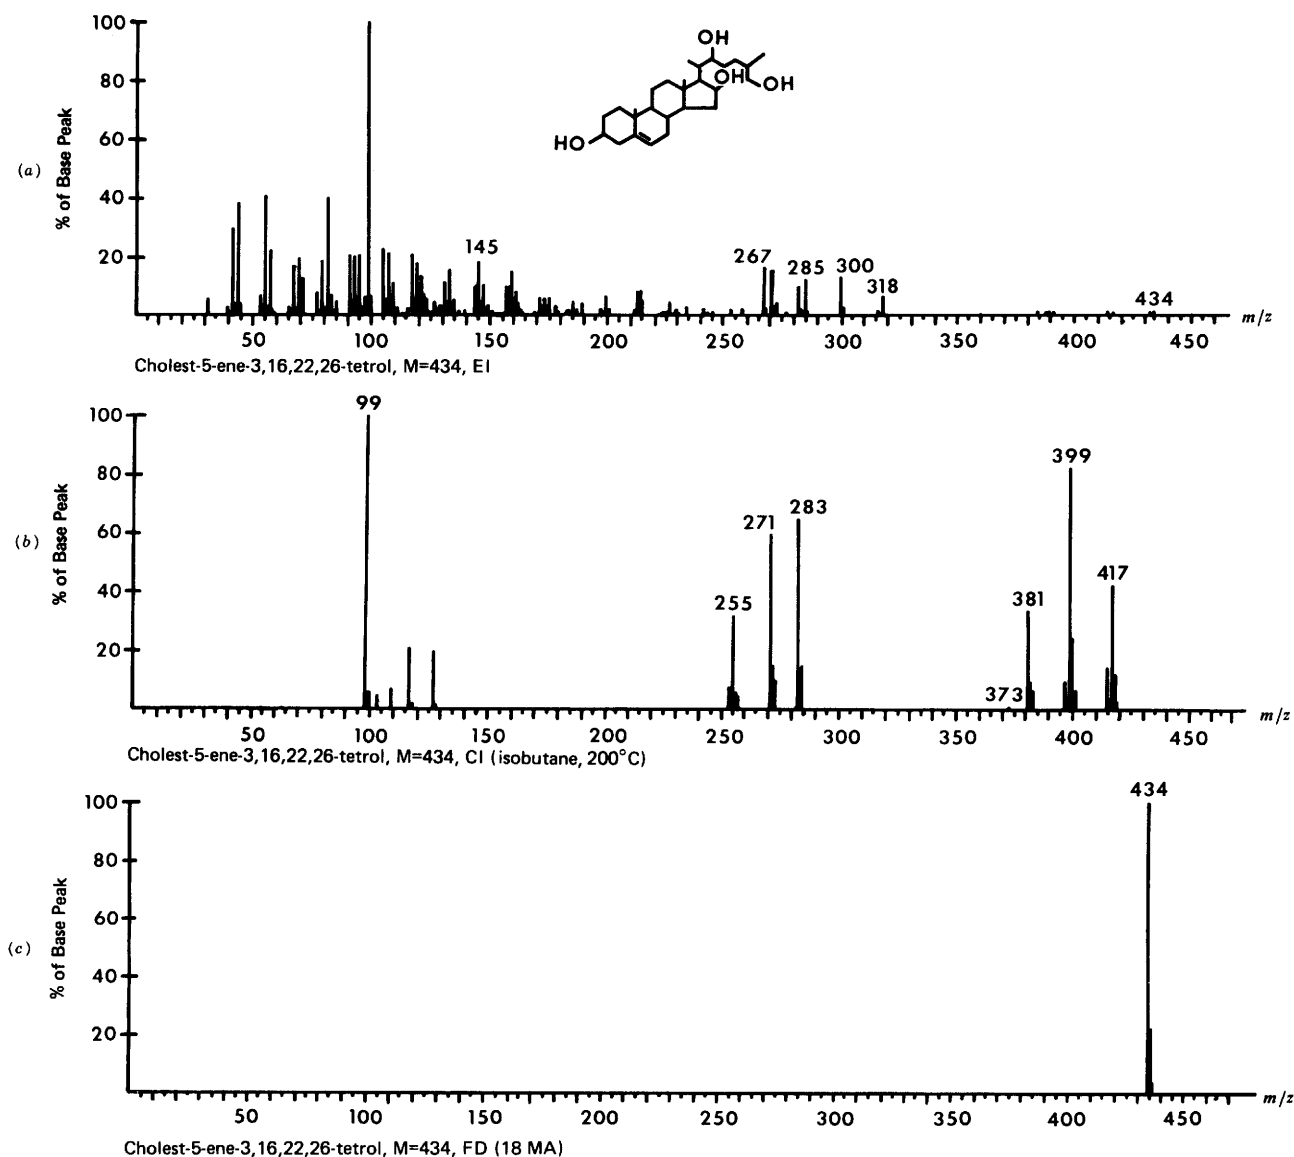 100
80
60
40
20
% of Base Peak
(a)
OH
OH
OH
HO
145
267
285
300
318
434
50 100 150 200 250 300 350 400 450 m/z
Cholest-5-ene-3,16,22,26-tetrol, M=434, EI
100
80
60
40
20
% of Base Peak
(b)
99
255
271
283
373
381
399
417
50 100 150 200 250 300 350 400 450 m/z
Cholest-5-ene-3,16,22,26-tetrol, M=434, CI (isobutane, 200°C)
100
80
60
40
20
% of Base Peak
(c)
434
50 100 150 200 250 300 350 400 450 m/z
Cholest-5-ene-3,16,22,26-tetrol, M=434, FD (18 MA)